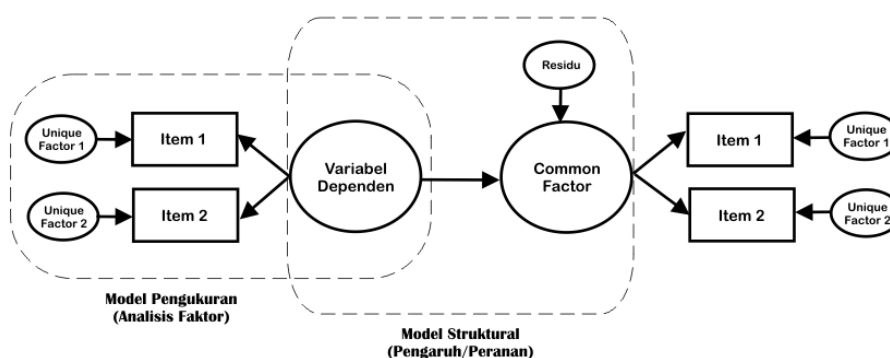 Residu
Unique
Factor 1
Item 1
Variabel
Dependen
Common
Factor
Item 1
Unique
Factor 1
Unique
Factor 2
Item 2
Item 2
Unique
Factor 2
Model Pengukuran
(Analisis Faktor)
Model Struktural
(Pengaruh/Peranan)